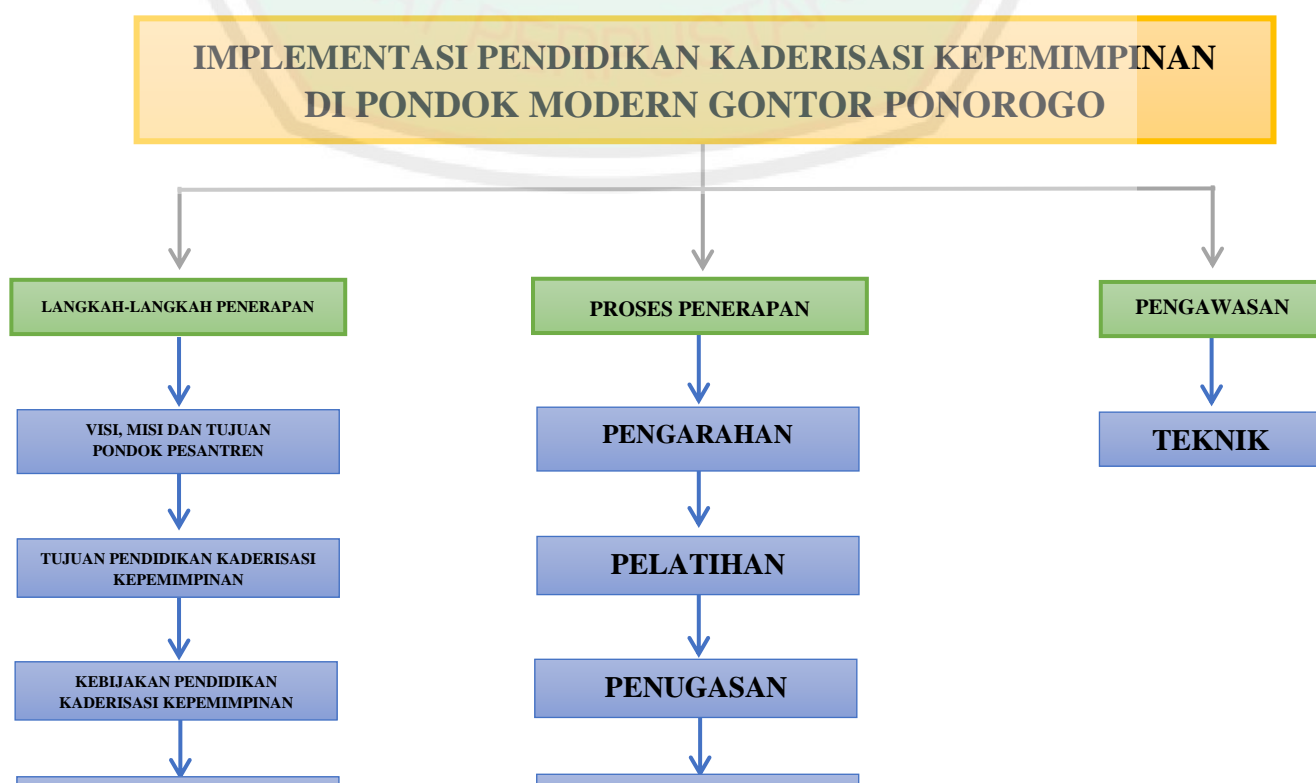 IMPLEMENTASI PENDIDIKAN KADERISASI KEPEMIMPINAN
DI PONDOK MODERN GONTOR PONOROGO
LANGKAH-LANGKAH PENERAPAN
VISI, MISI DAN TUJUAN
PONDOK PESANTREN
TUJUAN PENDIDIKAN KADERISASI
KEPEMIMPINAN
KEBIJAKAN PENDIDIKAN
KADERISASI KEPEMIMPINAN
PROSES PENERAPAN
PENGARAHAN
PELATIHAN
PENUGASAN
PENGAWASAN
TEKNIK